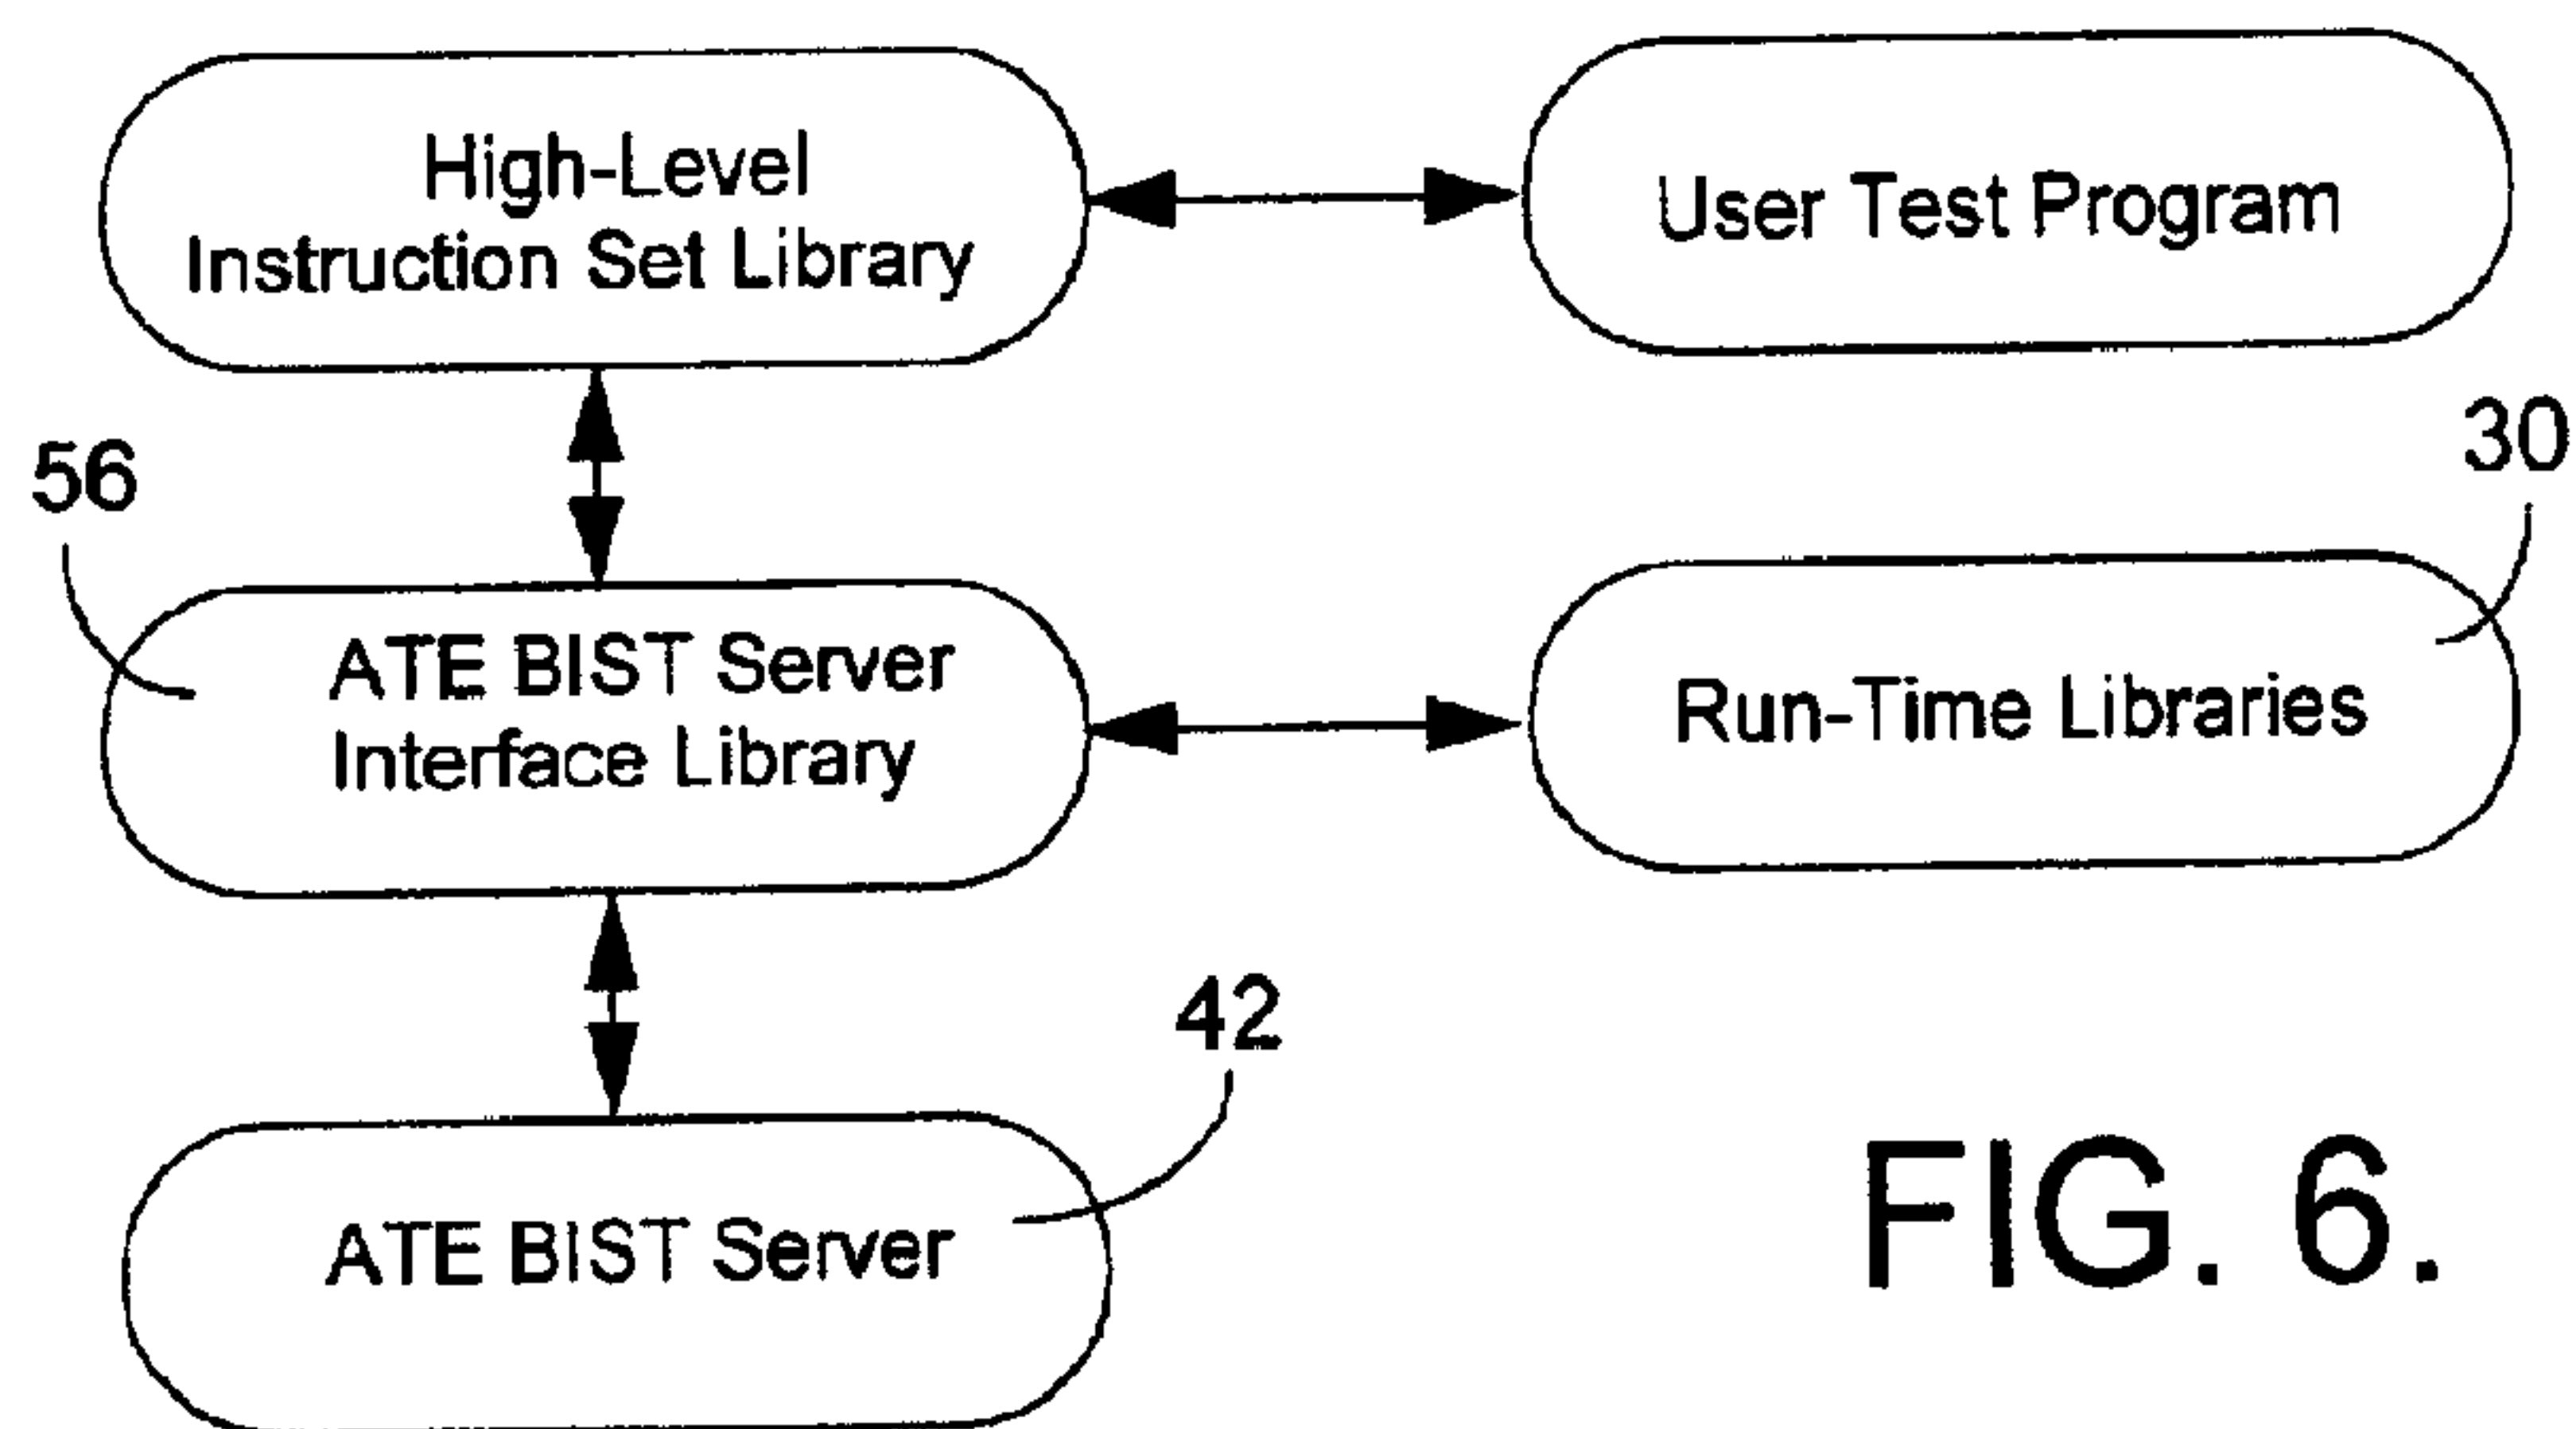 High-Level
Instruction Set Library
User Test Program
56
30
ATE BIST Server
Interface Library
Run-Time Libraries
42
ATE BIST Server
FIG. 6.